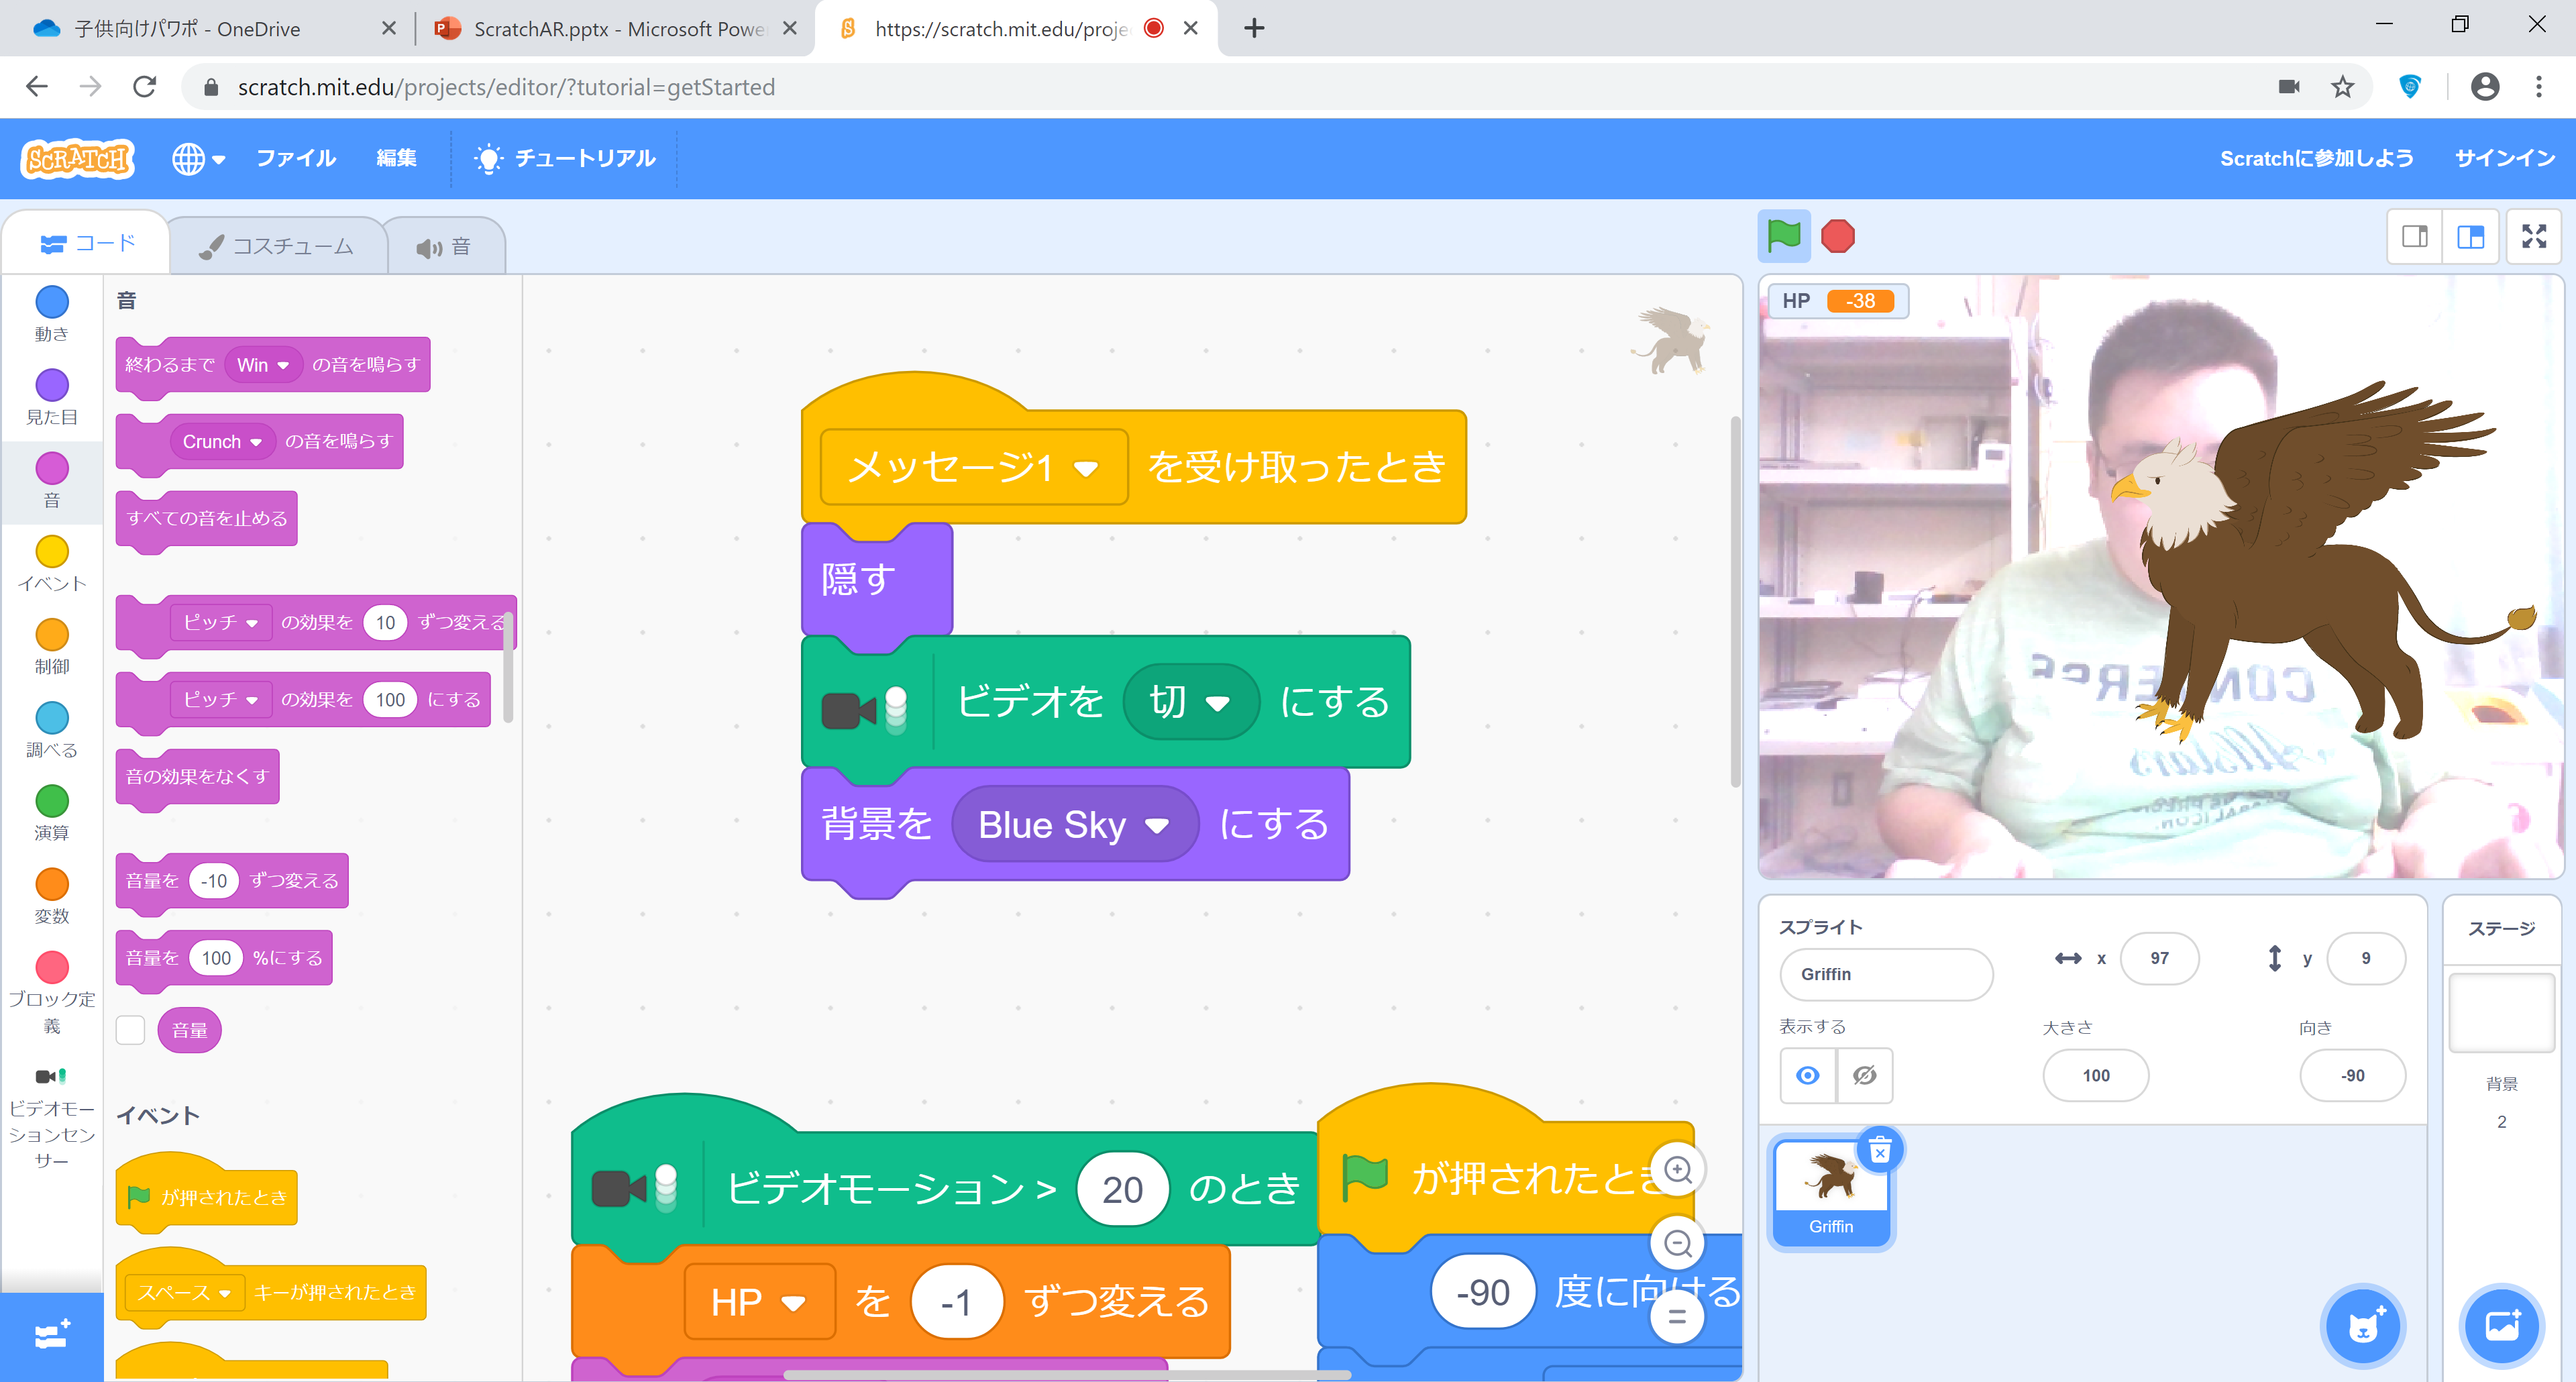 子供向けパワポ - OneDrive
ScratchAR.pptx - Microsoft Powe
https://scratch.mit.edu/proje
scratch.mit.edu/projects/editor/?tutorial=getStarted
SCRATCH
ファイル
編集
チュートリアル
Scratchに参加しよう
サインイン
コード
コスチューム
音
動き
見た目
音
イベント
制御
調べる
演算
変数
ブロック定
義
ビデオモー
ションセン
サー
音
終わるまで Win の音を鳴らす
Crunch の音を鳴らす
すべての音を止める
ピッチ の効果を 10 ずつ変える
ピッチ の効果を 100 にする
音の効果をなくす
音量を -10 ずつ変える
音量を 100 %にする
音量
イベント
が押されたとき
スペース キーが押されたとき
メッセージ1 を受け取ったとき
隠す
ビデオを 切 にする
背景を Blue Sky にする
ビデオモーション > 20 のとき
HP を -1 ずつ変える
が押されたとき
-90 度に向ける
HP -38
CONVERSE
スプライト
Griffin
x 97
y 9
表示する
大きさ
100
向き
-90
Griffin
ステージ
背景
2